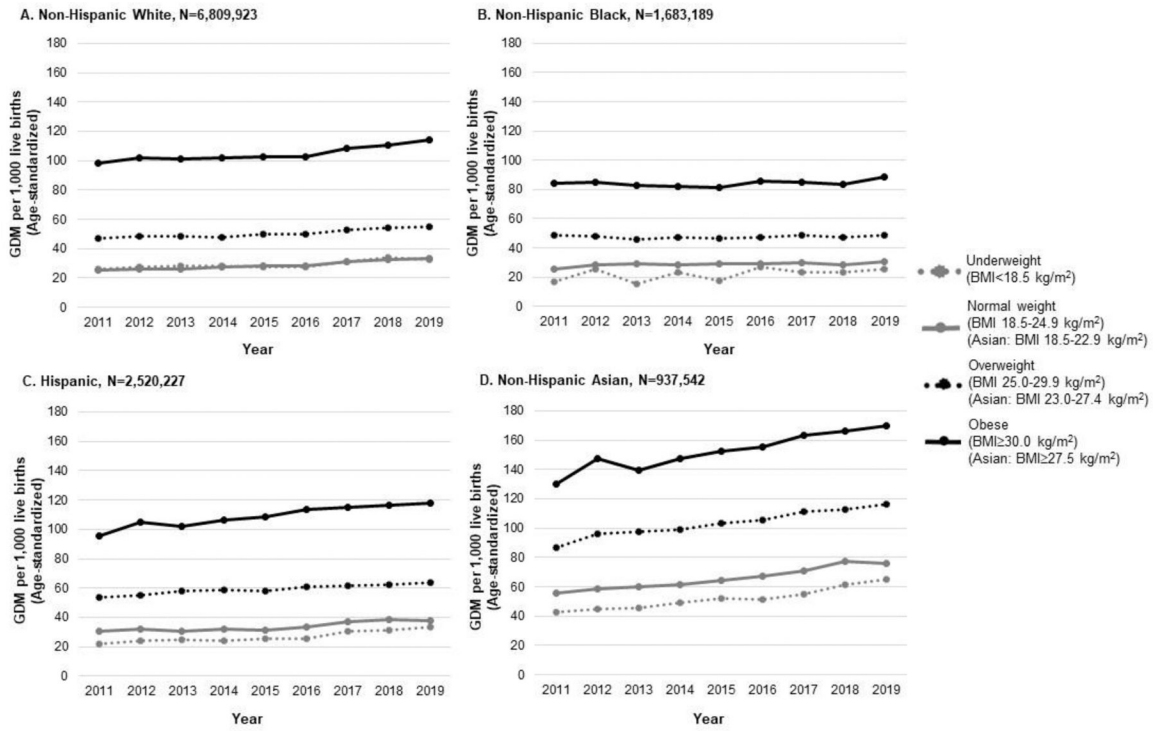 A. Non-Hispanic White, N=6,809,923
GDM per 1,000 live births
(Age-standardized)
180
160
140
120
100
80
60
40
20
0
2011 2012 2013 2014 2015 2016 2017 2018 2019
Year
B. Non-Hispanic Black, N=1,683,189
GDM per 1,000 live births
(Age-standardized)
180
160
140
120
100
80
60
40
20
0
2011 2012 2013 2014 2015 2016 2017 2018 2019
Year
C. Hispanic, N=2,520,227
GDM per 1,000 live births
(Age-standardized)
180
160
140
120
100
80
60
40
20
0
2011 2012 2013 2014 2015 2016 2017 2018 2019
Year
D. Non-Hispanic Asian, N=937,542
GDM per 1,000 live births
(Age-standardized)
180
160
140
120
100
80
60
40
20
0
2011 2012 2013 2014 2015 2016 2017 2018 2019
Year
Underweight
(BMI<18.5 kg/m²)
Normal weight
(BMI 18.5-24.9 kg/m²)
(Asian: BMI 18.5-22.9 kg/m²)
Overweight
(BMI 25.0-29.9 kg/m²)
(Asian: BMI 23.0-27.4 kg/m²)
Obese
(BMI≥30.0 kg/m²)
(Asian: BMI≥27.5 kg/m²)